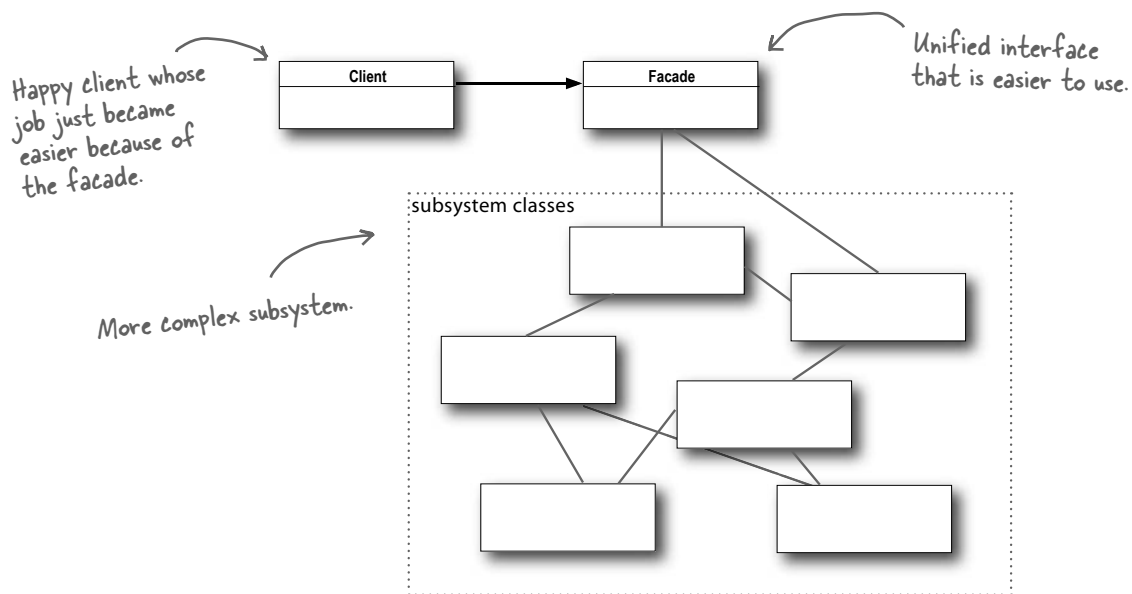 Happy client whose
job just became
easier because of
the facade.
Client
Facade
Unified interface
that is easier to use.
subsystem classes
More complex subsystem.